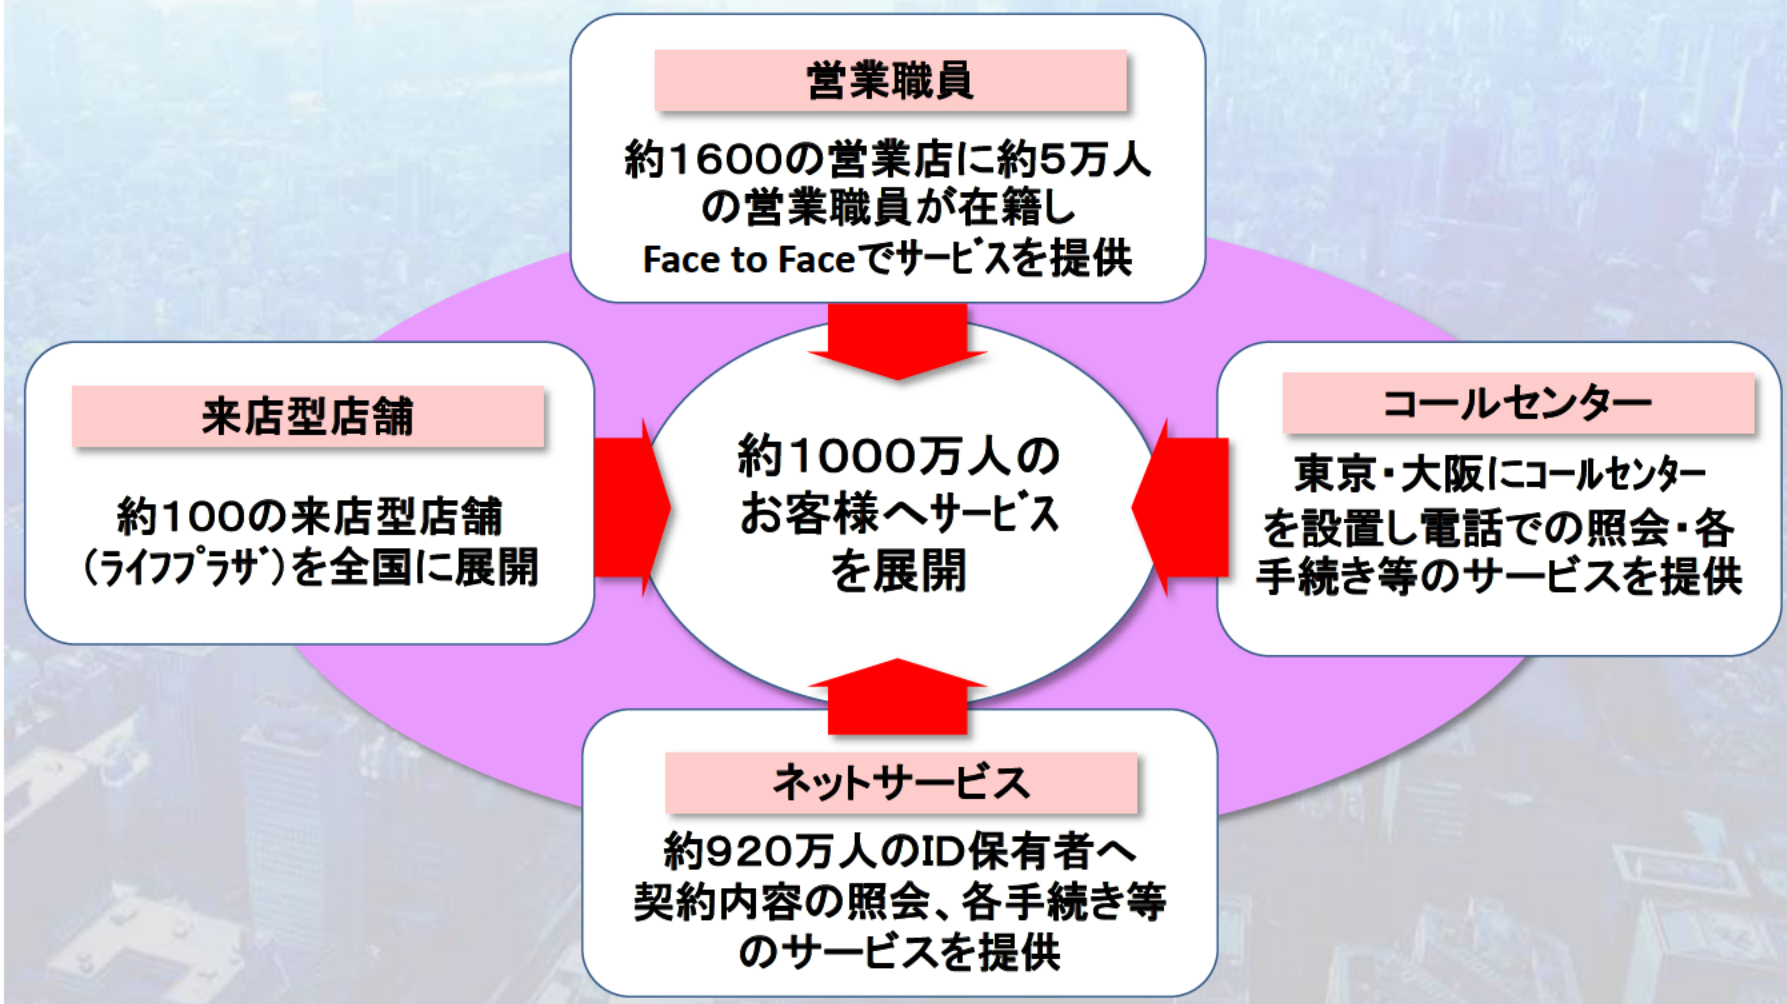 営業職員
約1600の営業店に約5万人
の営業職員が在籍し
Face to Faceでｻｰﾋﾞｽを提供
来店型店舗
約100の来店型店舗
(ﾗｲﾌﾌﾟﾗｻﾞ)を全国に展開
約1000万人の
お客様へｻｰﾋﾞｽ
を展開
コールセンター
東京・大阪にｺｰﾙｾﾝﾀｰ
を設置し電話での照会・各
手続き等のサービスを提供
ネットサービス
約920万人のID保有者へ
契約内容の照会、各手続き等
のサービスを提供